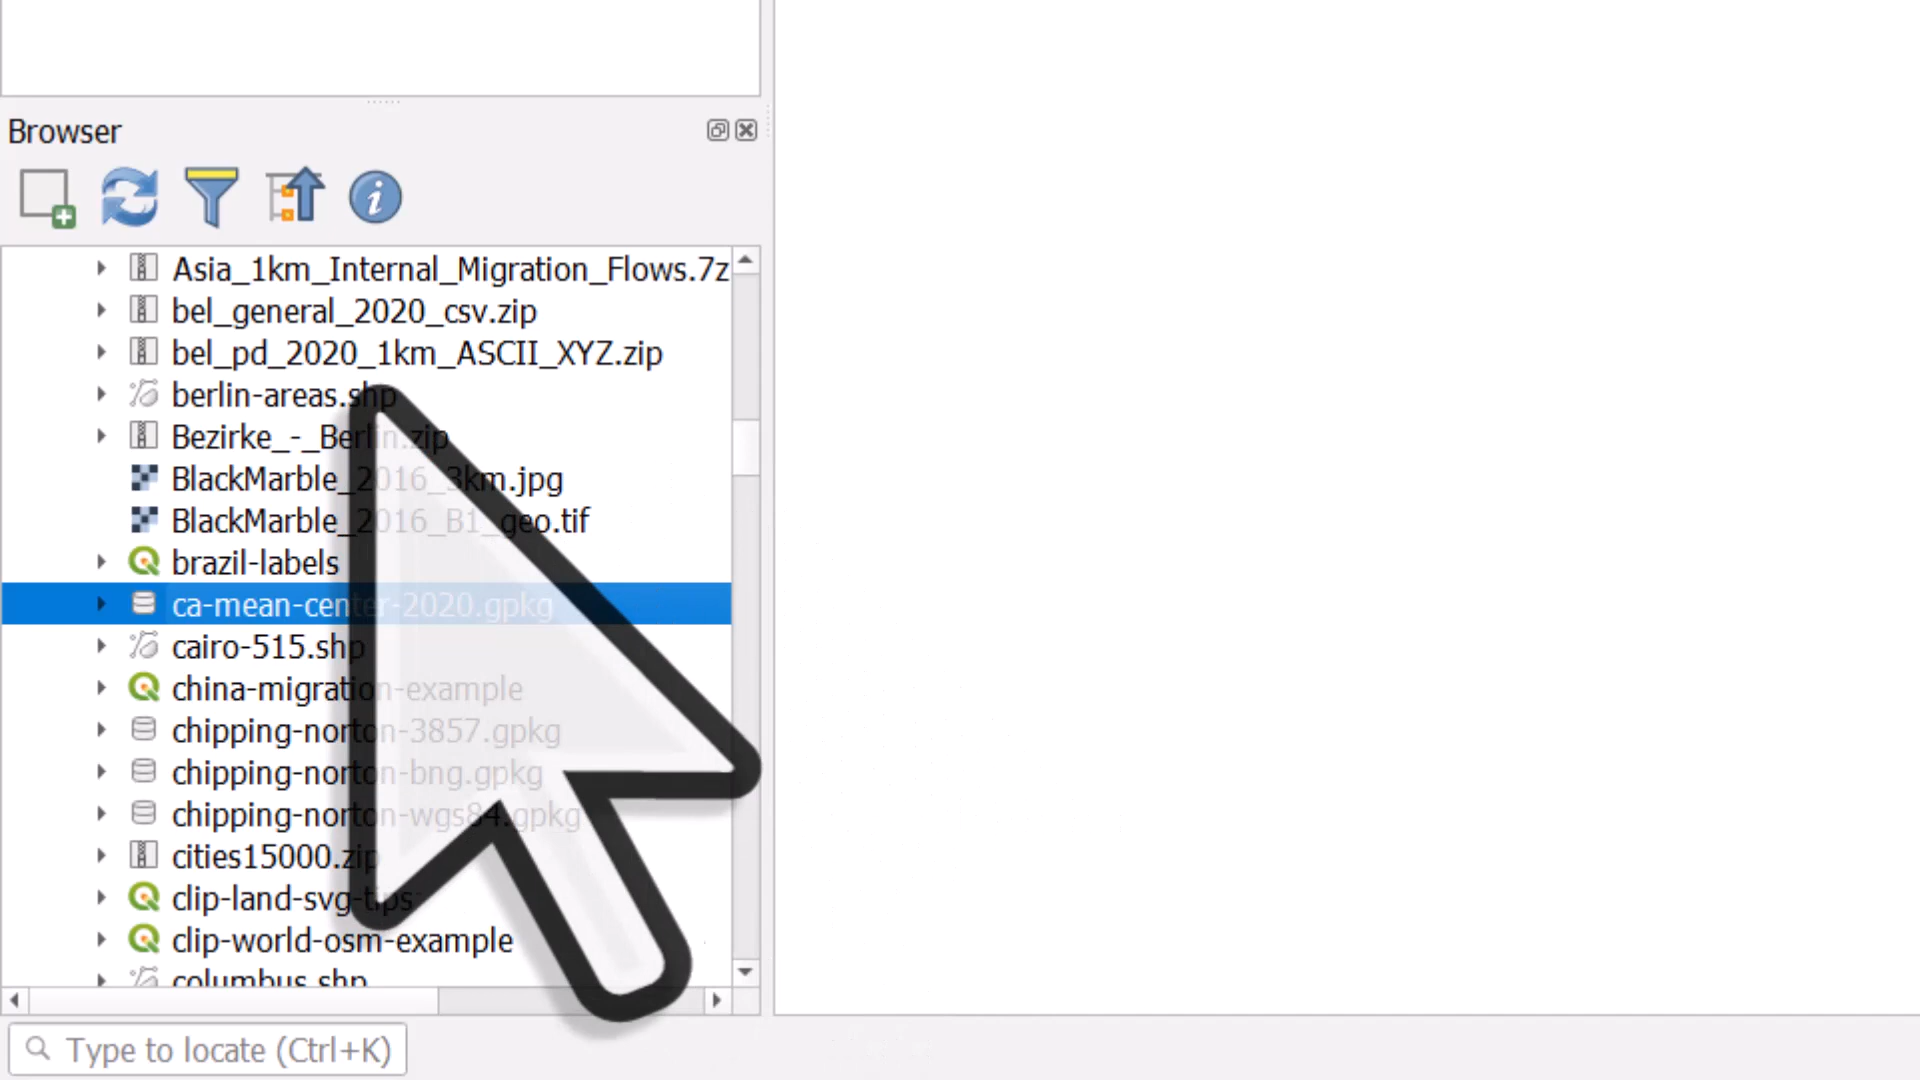 Browser
Asia_1km_Internal_Migration_Flows.7z
bel_general_2020_csv.zip
bel_pd_2020_1km_ASCII_XYZ.zip
berlin-areas.shp
Bezirke_-_Berlin.zip
BlackMarble_2016_3km.jpg
BlackMarble_2016_B1_geo.tif
brazil-labels
ca-mean-center-2020.gpkg
cairo-515.shp
china-migration-example
chipping-norton-3857.gpkg
chipping-norton-bng.gpkg
chipping-norton-wgs84.gpkg
cities15000.zip
clip-land-svg-tips
clip-world-osm-example
columbus.shp
Type to locate (Ctrl+K)